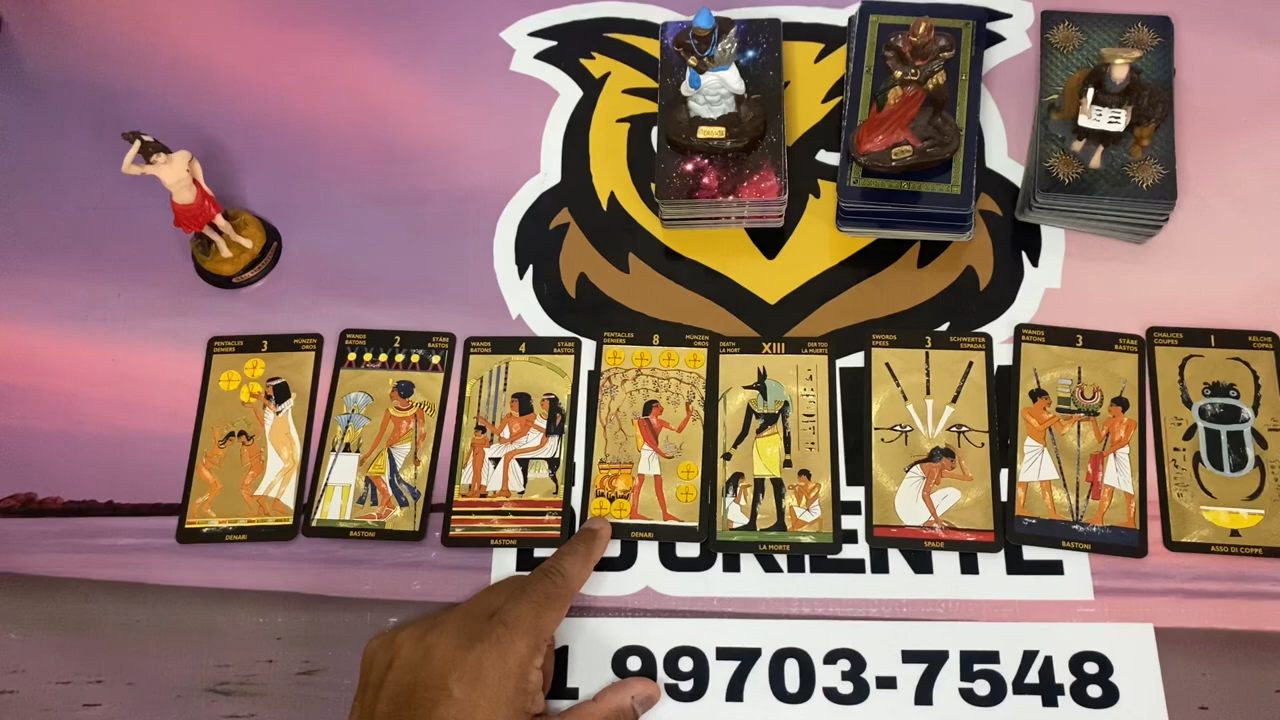 PENTACLES 3 MÜNZEN
DENIERS OROS
DENARI
WANDS 2 STÄBE
BATONS BASTOS
BASTONI
WANDS 4 STÄBE
BATONS BASTOS
BASTONI
PENTACLES 8 MÜNZEN
DENIERS OROS
DENARI
DEATH XIII DER TOD
LA MORT LA MUERTE
LA MORTE
SWORDS 3 SCHWERTER
EPEES ESPADAS
SPADE
WANDS 3 STÄBE
BATONS BASTOS
BASTONI
CHALICES 1 KELCHE
COUPES COPAS
ASSO DI COPPE
ORIENTE
1 99703-7548